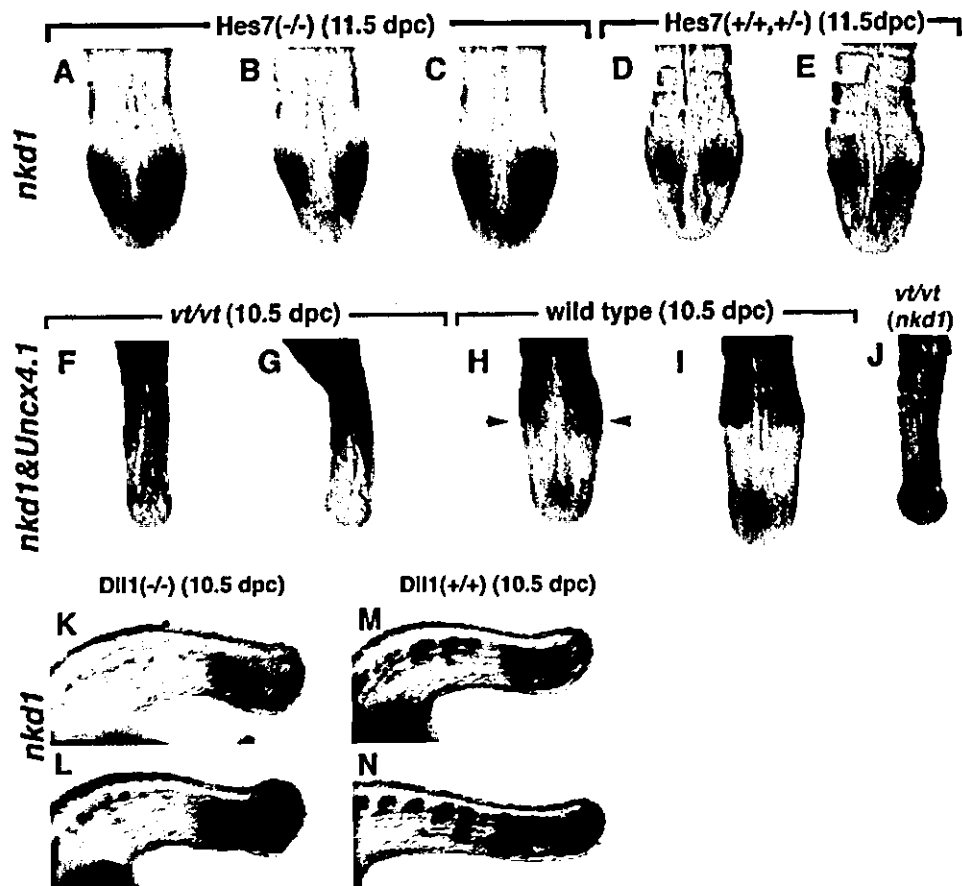 Hes7(-/-) (11.5 dpc)
Hes7(+/+,+/-) (11.5dpc)
A
B
C
D
E
nkd1
vt/vt (10.5 dpc)
wild type (10.5 dpc)
vt/vt
(nkd1)
F
G
H
I
J
nkd1&Uncx4.1
Dll1(-/-) (10.5 dpc)
Dll1(+/+) (10.5 dpc)
K
M
nkd1
L
N